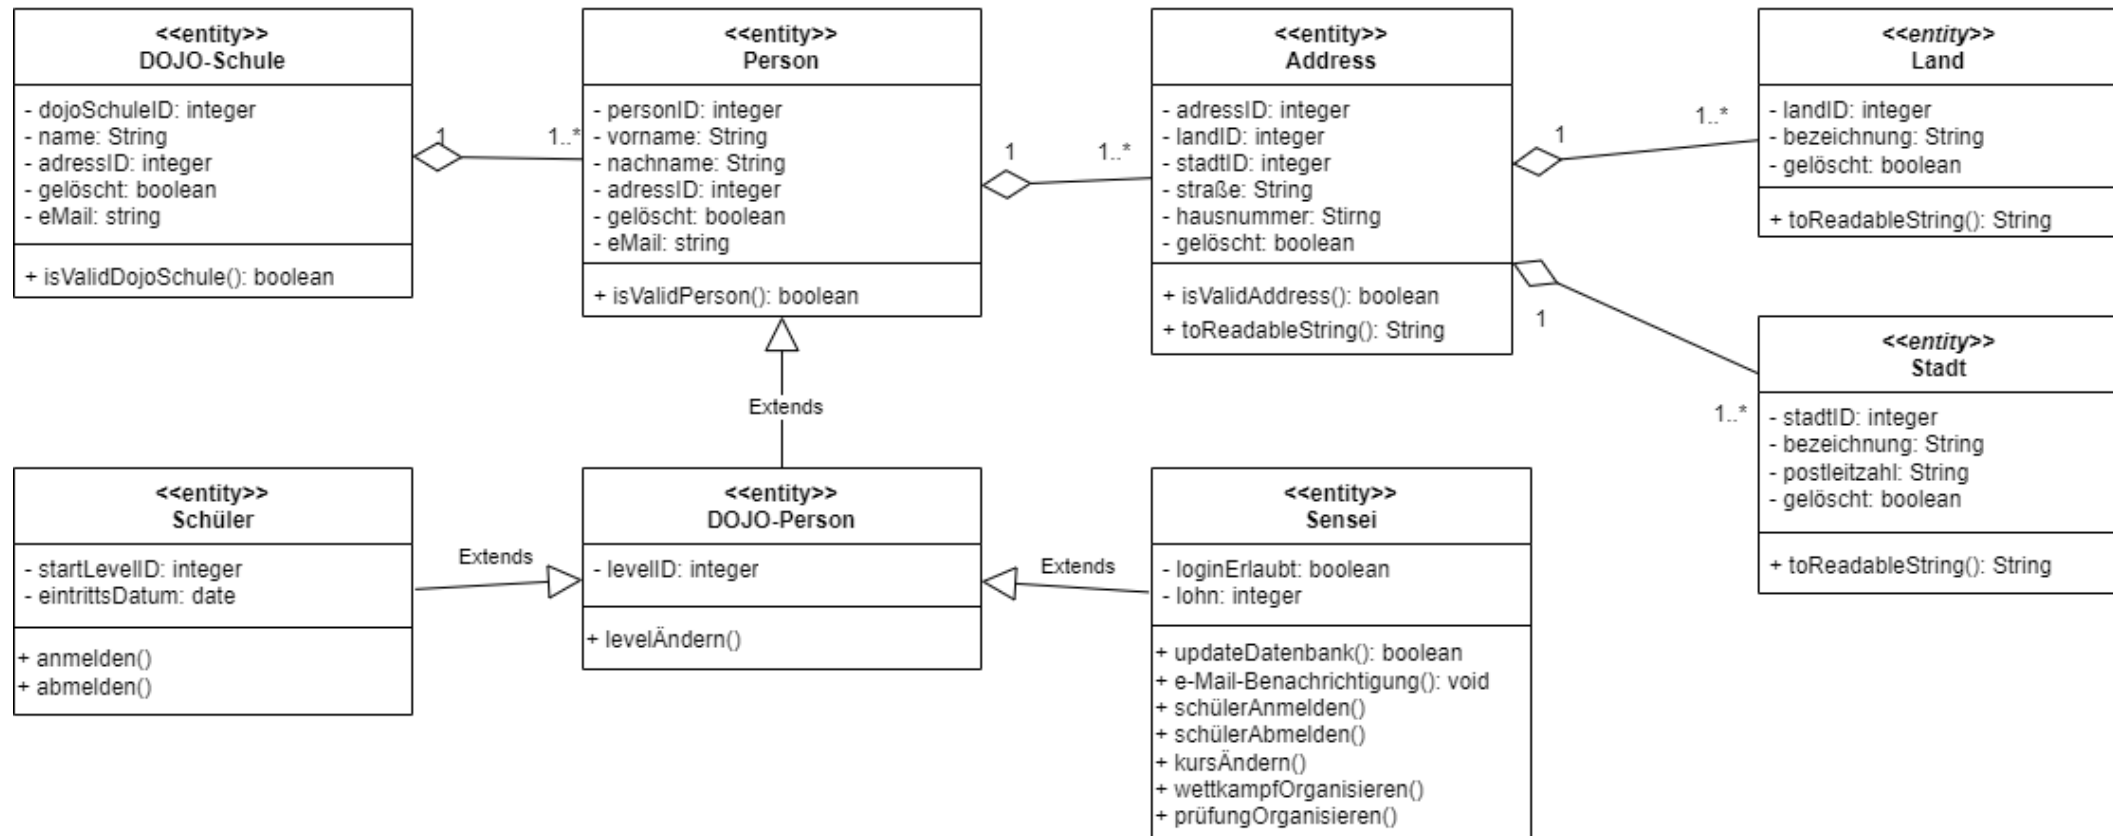 <<entity>>
DOJO-Schule
- dojoSchuleID: integer
- name: String
- adressID: integer
- gelöscht: boolean
- eMail: string
+ isValidDojoSchule(): boolean
1
1..*
<<entity>>
Person
- personID: integer
- vorname: String
- nachname: String
- adressID: integer
- gelöscht: boolean
- eMail: string
+ isValidPerson(): boolean
1
1..*
<<entity>>
Address
- adressID: integer
- landID: integer
- stadtID: integer
- straße: String
- hausnummer: Stirng
- gelöscht: boolean
+ isValidAddress(): boolean
+ toReadableString(): String
1
1..*
<<entity>>
Land
- landID: integer
- bezeichnung: String
- gelöscht: boolean
+ toReadableString(): String
1
1..*
<<entity>>
Stadt
- stadtID: integer
- bezeichnung: String
- postleitzahl: String
- gelöscht: boolean
+ toReadableString(): String
Extends
<<entity>>
Schüler
- startLevelID: integer
- eintrittsDatum: date
+ anmelden()
+ abmelden()
Extends
<<entity>>
DOJO-Person
- levelID: integer
+ levelÄndern()
Extends
<<entity>>
Sensei
- loginErlaubt: boolean
- lohn: integer
+ updateDatenbank(): boolean
+ e-Mail-Benachrichtigung(): void
+ schülerAnmelden()
+ schülerAbmelden()
+ kursÄndern()
+ wettkampfOrganisieren()
+ prüfungOrganisieren()